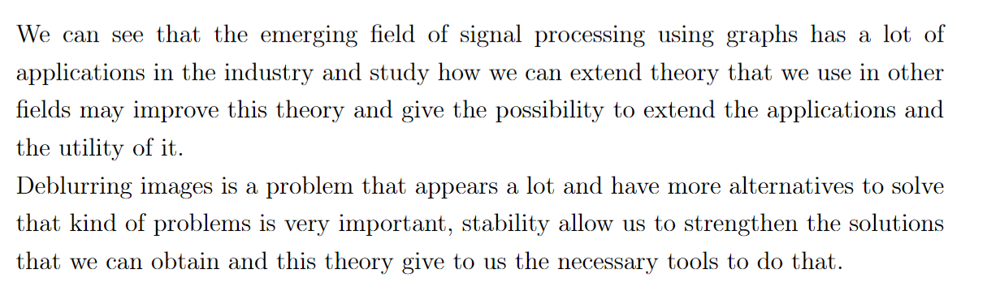 We can see that the emerging field of signal processing using graphs has a lot of
applications in the industry and study how we can extend theory that we use in other
fields may improve this theory and give the possibility to extend the applications and
the utility of it.
Deblurring images is a problem that appears a lot and have more alternatives to solve
that kind of problems is very important, stability allow us to strengthen the solutions
that we can obtain and this theory give to us the necessary tools to do that.